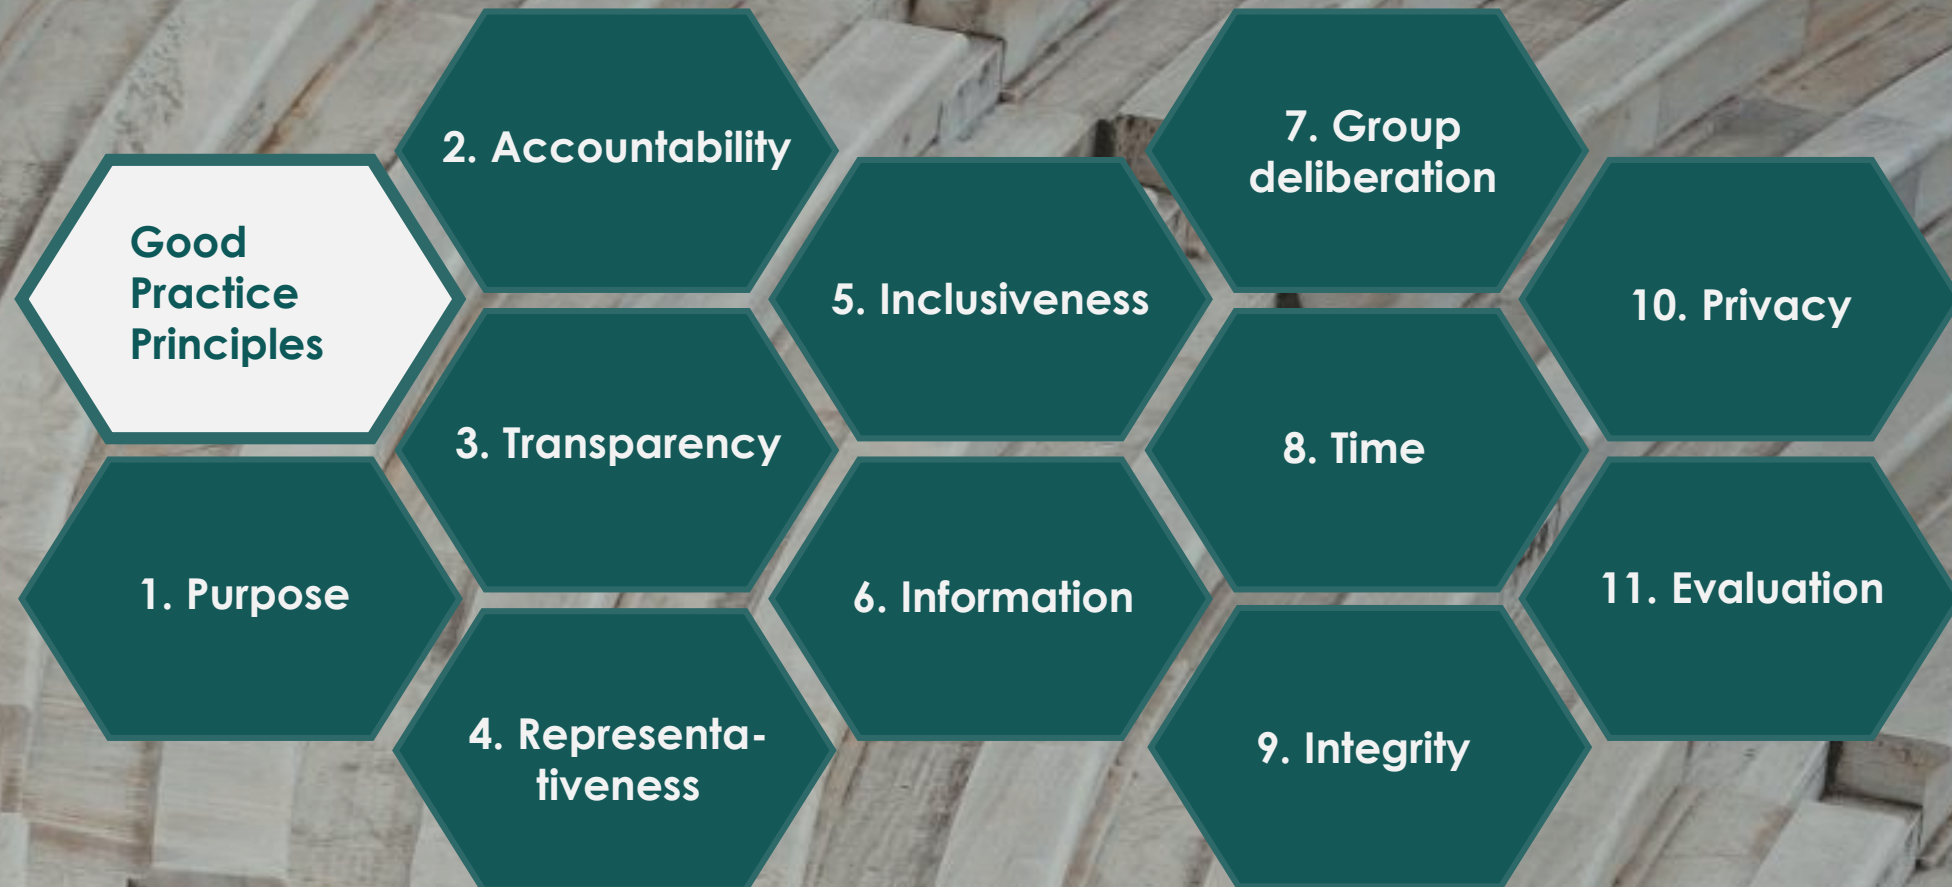 Good
Practice
Principles
1. Purpose
2. Accountability
3. Transparency
4. Representa-
tiveness
5. Inclusiveness
6. Information
7. Group
deliberation
8. Time
9. Integrity
10. Privacy
11. Evaluation